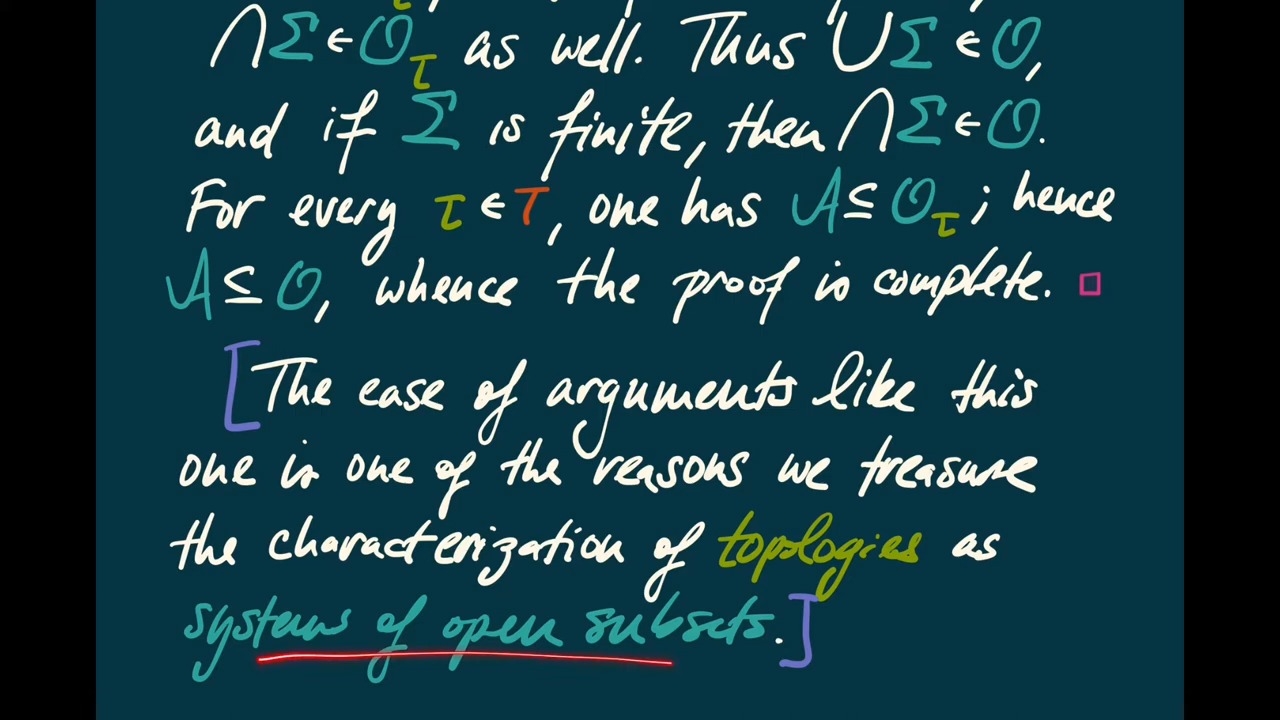 ⋂Σ ∈ 𝒪_τ as well. Thus ⋃Σ ∈ 𝒪,
and if Σ is finite, then ⋂Σ ∈ 𝒪.
For every τ ∈ T, one has 𝒜 ⊆ 𝒪_τ; hence
𝒜 ⊆ 𝒪, whence the proof is complete. □
[The ease of arguments like this
one is one of the reasons we treasure
the characterization of topologies as
systems of open subsets.]